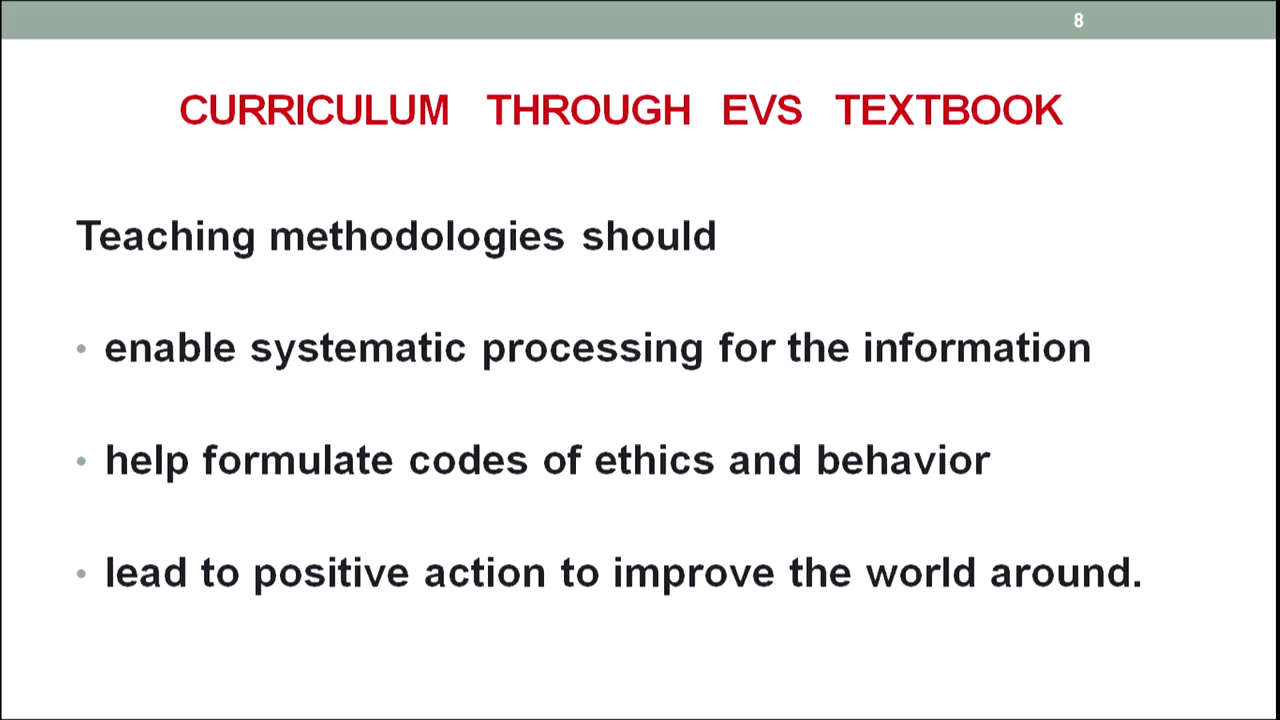 8
CURRICULUM THROUGH EVS TEXTBOOK
Teaching methodologies should
• enable systematic processing for the information
• help formulate codes of ethics and behavior
• lead to positive action to improve the world around.